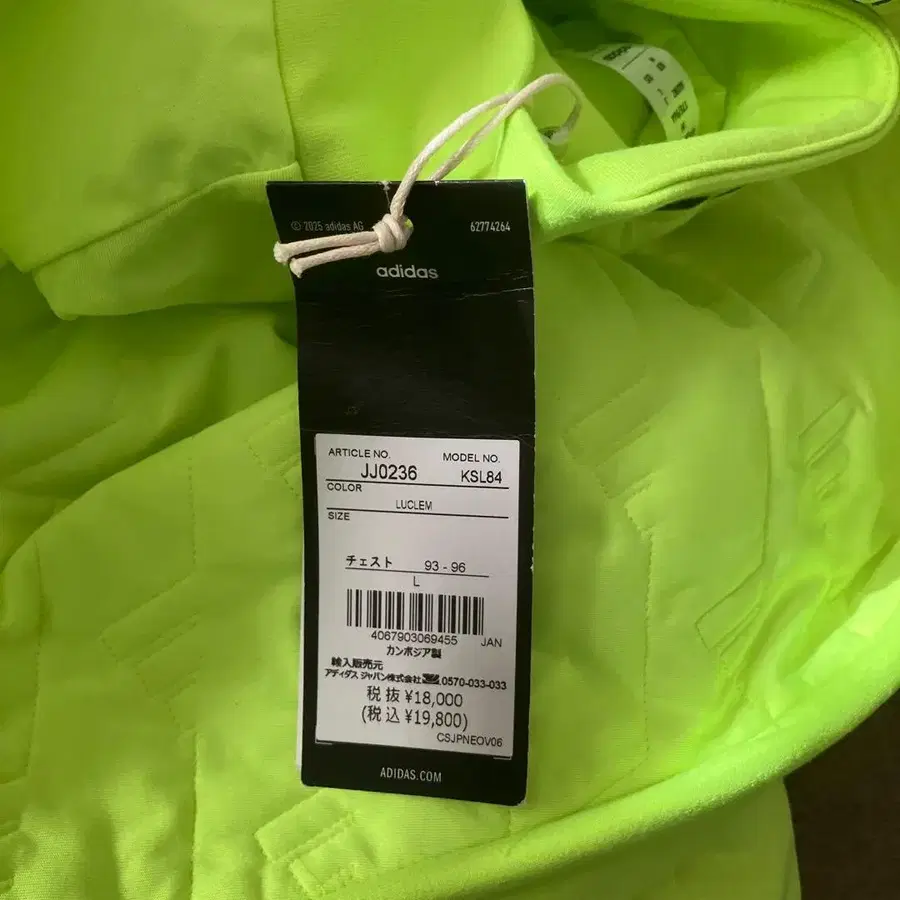 © 2025 adidas AG 62774264
adidas
ARTICLE NO. MODEL NO.
JJ0236 KSL84
COLOR
LUCLEM
SIZE
チェスト 93 - 96
L
4067903069455 JAN
カンボジア製
輸入販売元
アディダス ジャパン株式会社 0570-033-033
税 抜 ¥18,000
(税 込 ¥19,800)
CSJPNEOV06
ADIDAS.COM